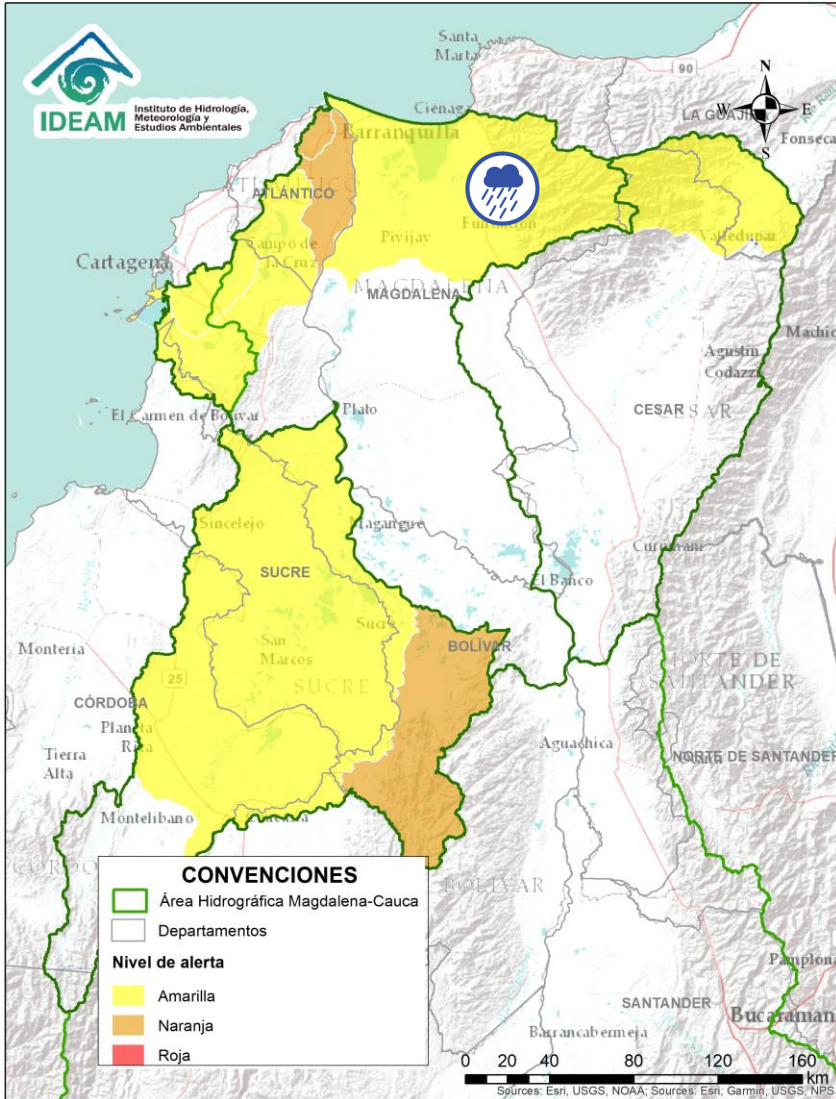 IDEAM
Instituto de Hidrología,
Meteorología y
Estudios Ambientales
Santa
Marta
90
N
W
E
S
LA GUAJIRA
Fonseca
Ciénaga
Barranquilla
ATLÁNTICO
Fundación
Pivijay
Campo de
la Cruz
Valledupar
Cartagena
MAGDALENA
MAGDALENA
Agustín
Codazzi
El Carmen de Bolívar
Plato
CESAR
CESAR
Sincelejo
Magangué
Curumaní
SUCRE
El Banco
Sucre
BOLÍVAR
Montería
San
Marcos
SUCRE
NORTE DE
SANTANDER
25
CÓRDOBA
Planeta
Rica
Tierra
Alta
Aguachica
NORTE DE SANTANDER
Montelíbano
BOLÍVAR
CONVENCIONES
Área Hidrográfica Magdalena-Cauca
Departamentos
Nivel de alerta
Amarilla
Naranja
Roja
Pamplona
SANTANDER
Bucaraman
Barrancabermeja
0 20 40 80 120 160
km
Sources: Esri, USGS, NOAA; Sources: Esri, Garmin, USGS, NPS